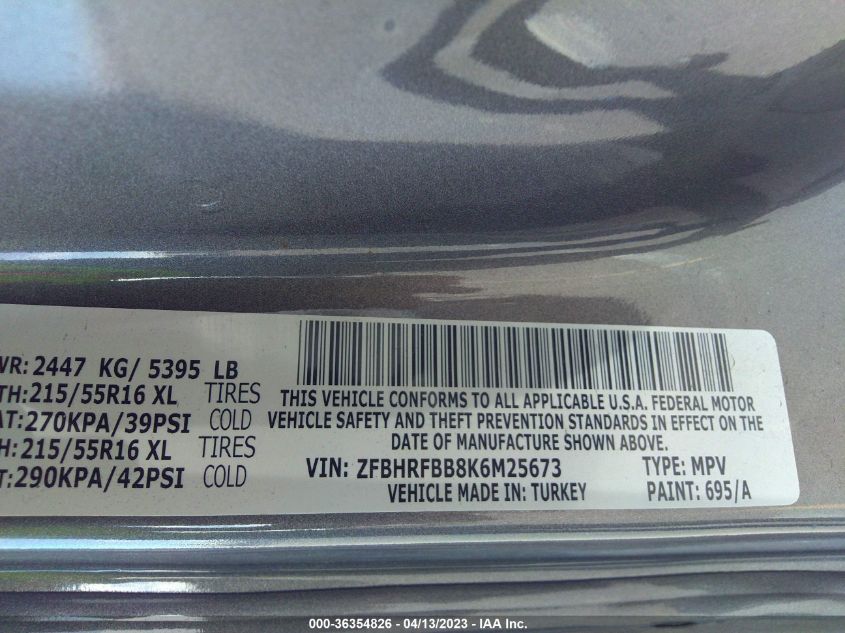 WR: 2447 KG/ 5395 LB
TH: 215/55R16 XL TIRES
AT: 270KPA/39PSI COLD
H: 215/55R16 XL TIRES
T: 290KPA/42PSI COLD
THIS VEHICLE CONFORMS TO ALL APPLICABLE U.S.A. FEDERAL MOTOR
VEHICLE SAFETY AND THEFT PREVENTION STANDARDS IN EFFECT ON THE
DATE OF MANUFACTURE SHOWN ABOVE.
VIN: ZFBHRFBB8K6M25673 TYPE: MPV
VEHICLE MADE IN: TURKEY PAINT: 695/A
000-36354826 - 04/13/2023 - IAA Inc.